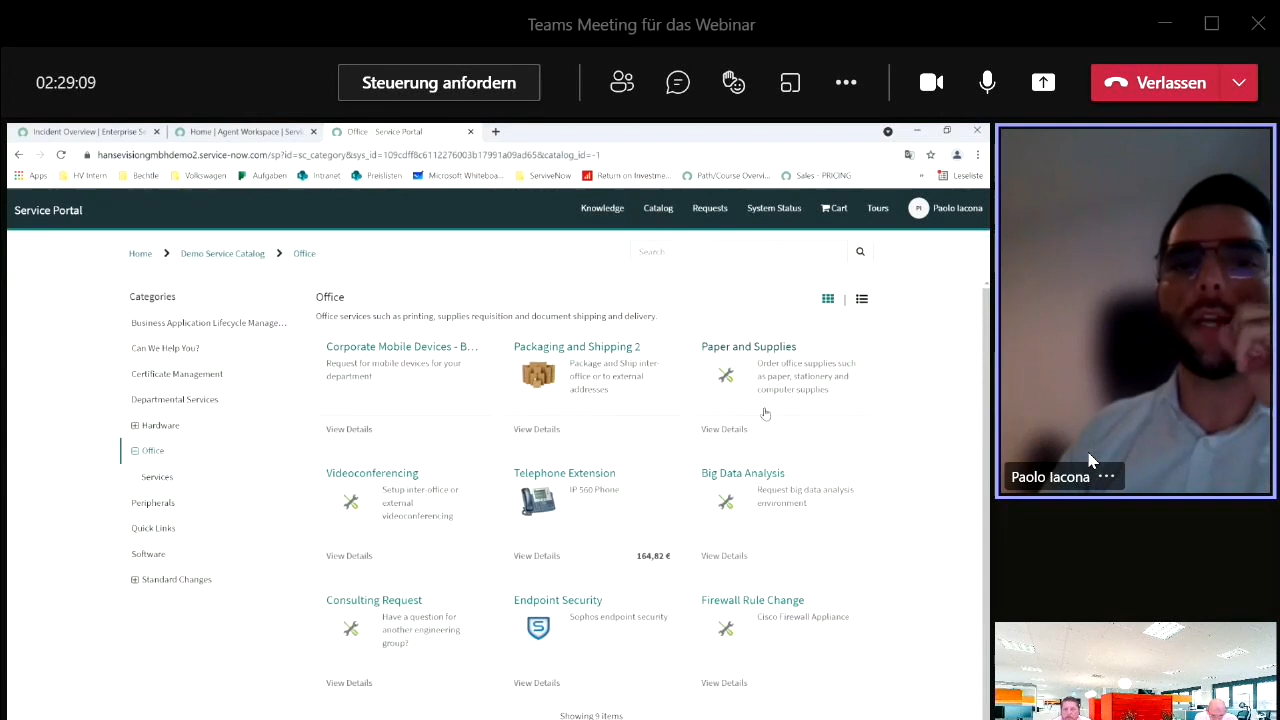 Teams Meeting für das Webinar
02:29:09
Steuerung anfordern
Verlassen
Incident Overview | Enterprise Se
Home | Agent Workspace | Servic
Office - Service Portal
hansevisiongmbhdemo2.service-now.com/sp?id=sc_category&sys_id=109cdff8c6112276003b17991a09ad65&catalog_id=-1
Apps
HV Intern
Bechtle
Volkswagen
Aufgaben
Intranet
Preislisten
Microsoft Whiteboa...
ServiveNow
Return on Investme...
Path/Course Overvi...
Sales - PRICING
»
Leseliste
Service Portal
Knowledge
Catalog
Requests
System Status
Cart
Tours
PI
Paolo Iacona
Home
Demo Service Catalog
Office
Search
Categories
Business Application Lifecycle Manage...
Can We Help You?
Certificate Management
Departmental Services
Hardware
Office
Services
Peripherals
Quick Links
Software
Standard Changes
Office
Office services such as printing, supplies requisition and document shipping and delivery.
Corporate Mobile Devices - B...
Request for mobile devices for your
department
View Details
Packaging and Shipping 2
Package and Ship inter-
office or to external
addresses
View Details
Paper and Supplies
Order office supplies such
as paper, stationery and
computer supplies
View Details
Videoconferencing
Setup inter-office or
external
videoconferencing
View Details
Telephone Extension
IP 560 Phone
View Details
164,82 €
Big Data Analysis
Request big data analysis
environment
View Details
Consulting Request
Have a question for
another engineering
group?
View Details
Endpoint Security
Sophos endpoint security
View Details
Firewall Rule Change
Cisco Firewall Appliance
View Details
Showing 9 items
Paolo Iacona